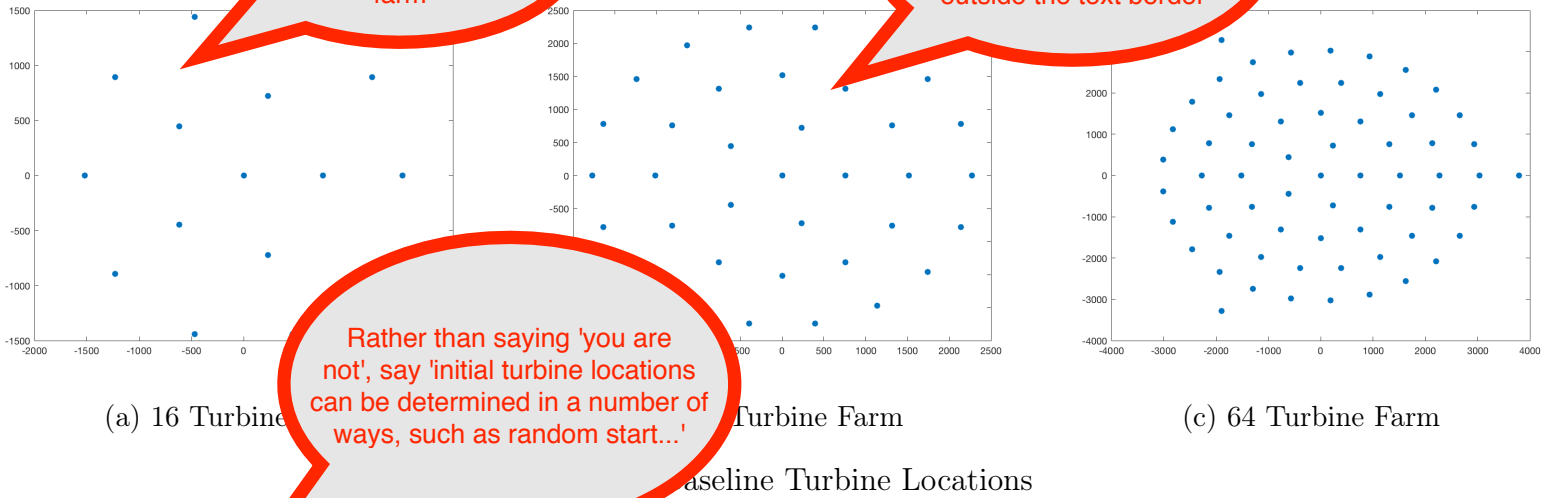 farm
outside the text border
1500
1000
500
0
-500
-1000
-1500
-2000 -1500 -1000 -500 0
2500
2000
1500
1000
500
0
-500
500 0 500 1000 1500 2000 2500
2000
1000
0
-1000
-2000
-3000
-4000
-4000 -3000 -2000 -1000 0 1000 2000 3000 4000
Rather than saying 'you are
not', say 'initial turbine locations
can be determined in a number of
ways, such as random start...'
(a) 16 Turbine
Turbine Farm
(c) 64 Turbine Farm
aseline Turbine Locations